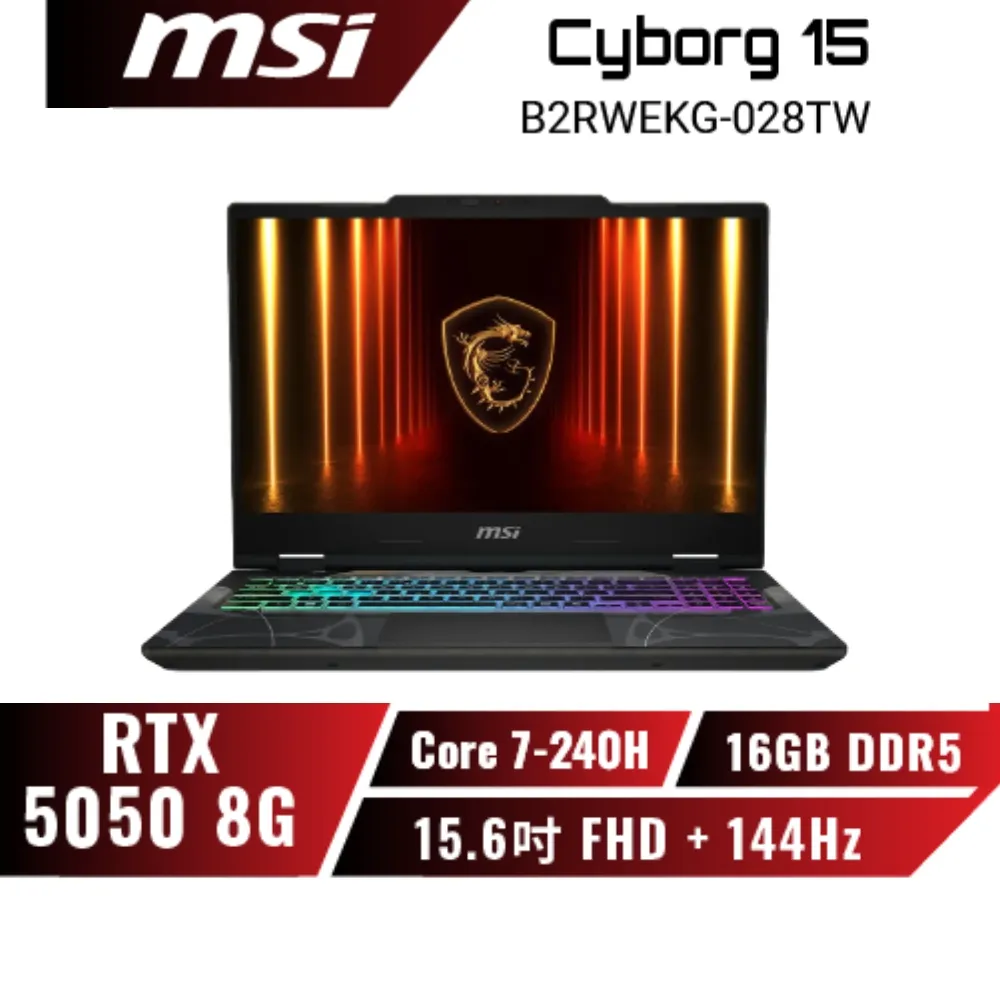 msi
Cyborg 15
B2RWEKG-028TW
msi
RTX
5050 8G
Core 7-240H
16GB DDR5
15.6吋 FHD + 144Hz